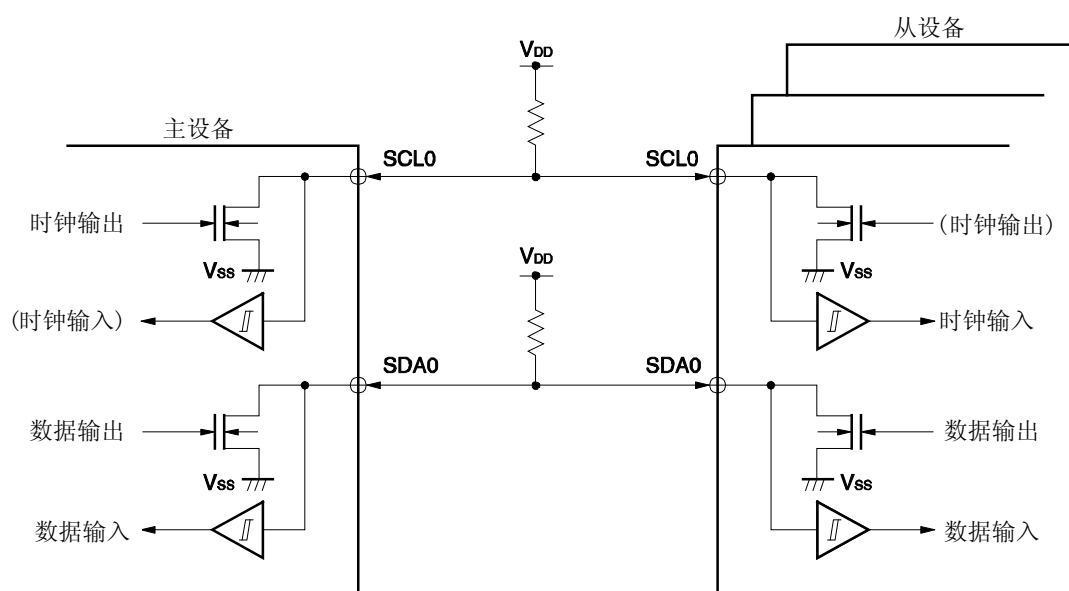 从设备
VDD
主设备
SCL0
SCL0
时钟输出
(时钟输出)
VSS
VDD
VSS
(时钟输入)
时钟输入
SDA0
SDA0
数据输出
数据输出
VSS
VSS
数据输入
数据输入